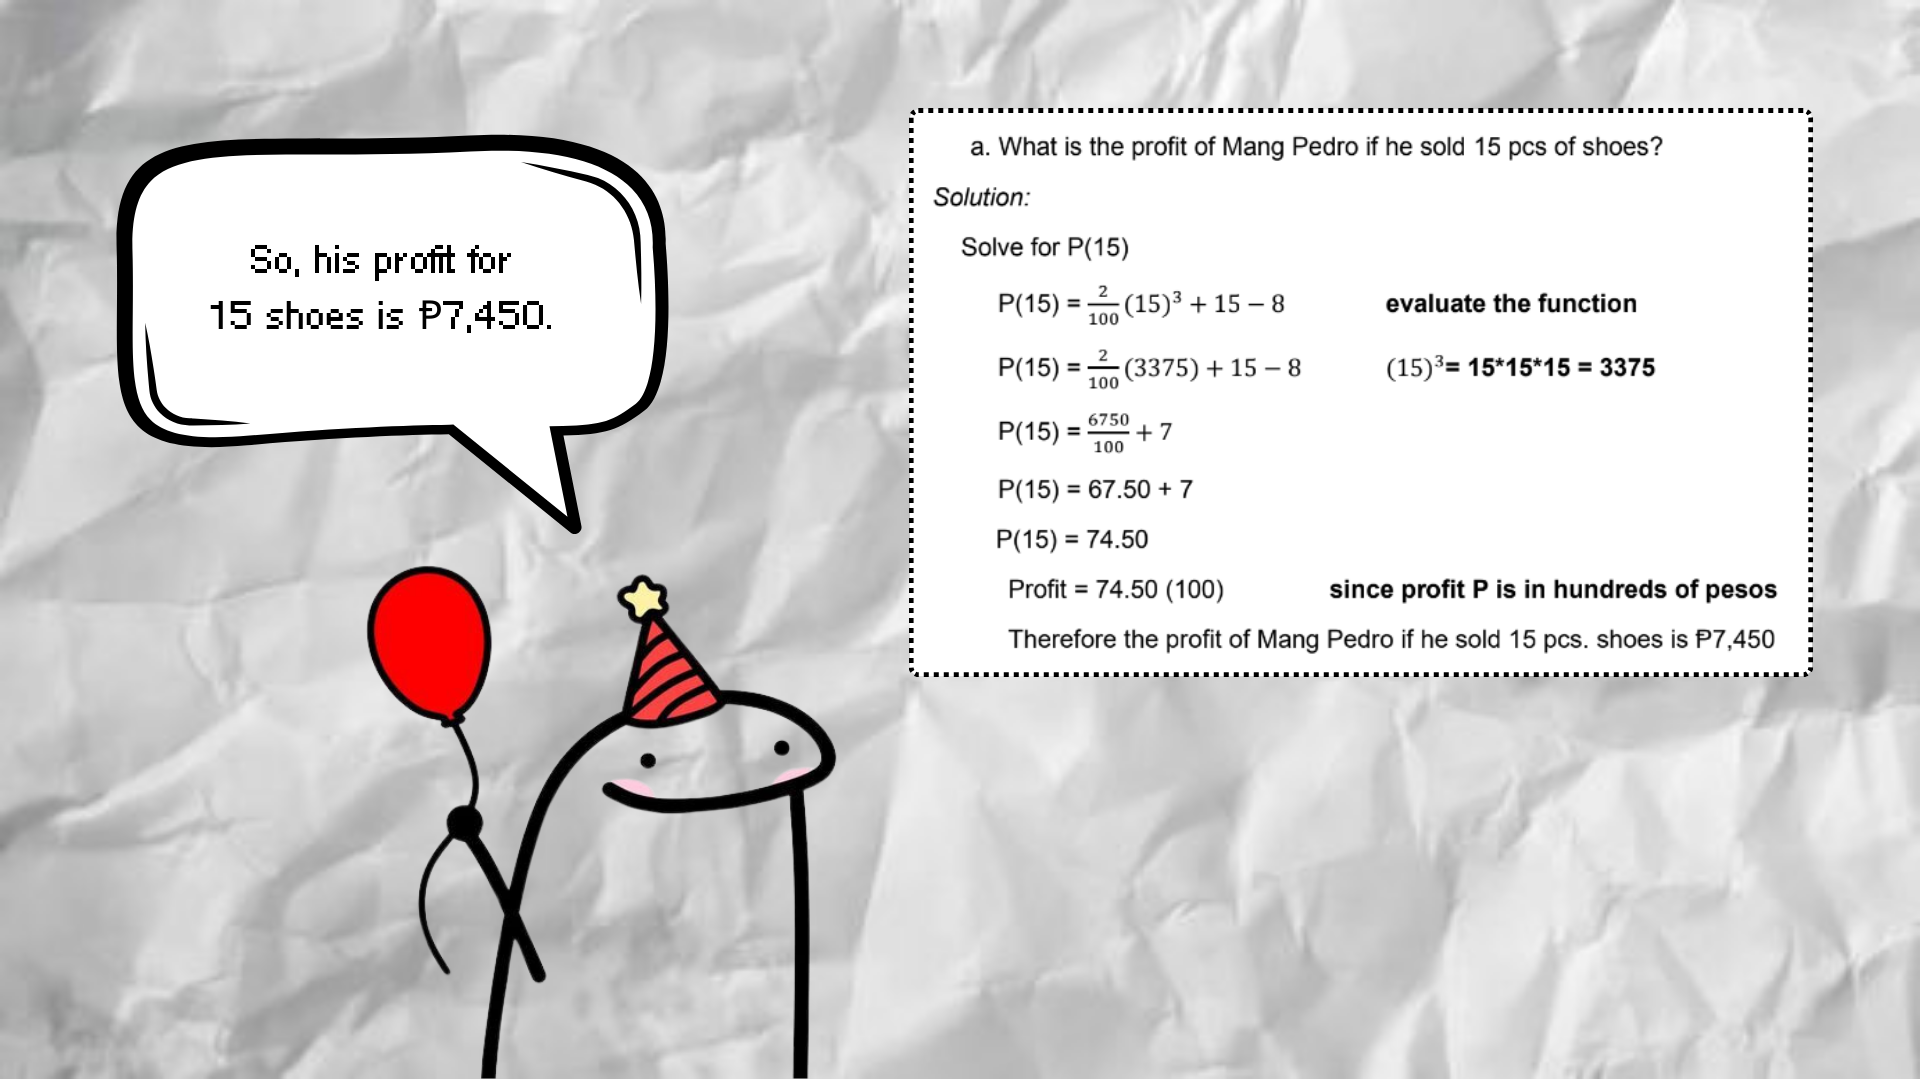 So, his profit for
15 shoes is ₱7,450.
a. What is the profit of Mang Pedro if he sold 15 pcs of shoes?
Solution:
Solve for P(15)
P(15) = 2/100 (15)³ + 15 − 8 evaluate the function
P(15) = 2/100 (3375) + 15 − 8 (15)³= 15*15*15 = 3375
P(15) = 6750/100 + 7
P(15) = 67.50 + 7
P(15) = 74.50
Profit = 74.50 (100) since profit P is in hundreds of pesos
Therefore the profit of Mang Pedro if he sold 15 pcs. shoes is ₱7,450